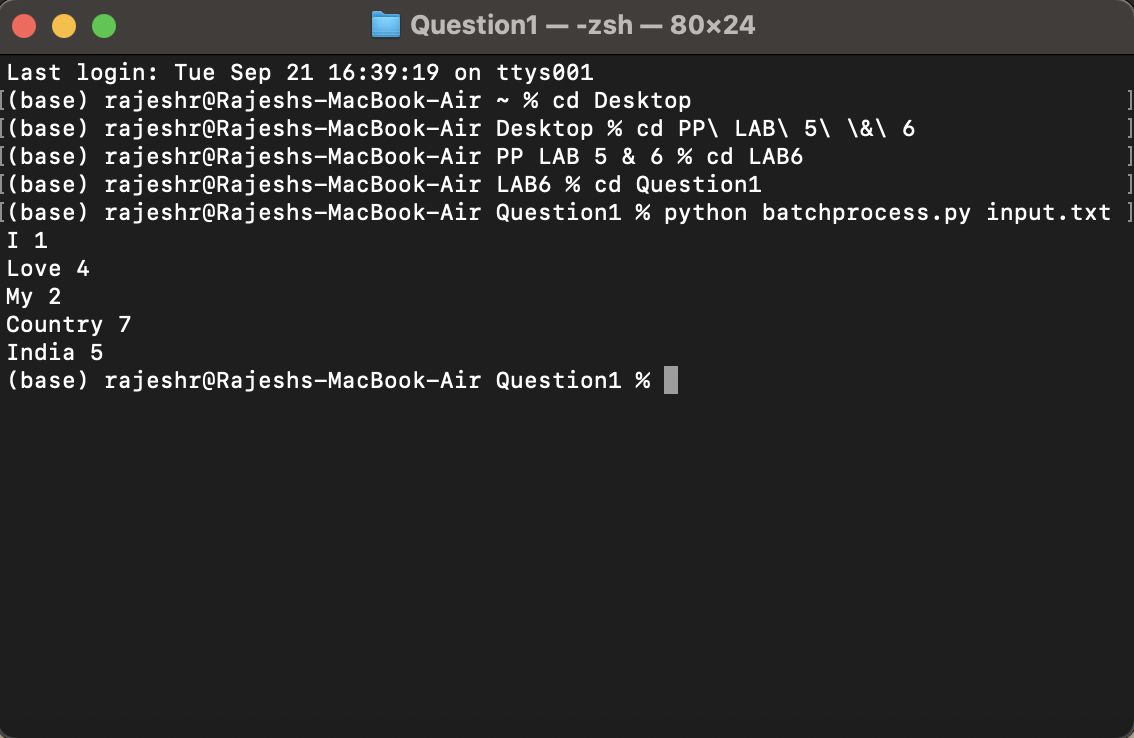 Question1 — -zsh — 80×24
Last login: Tue Sep 21 16:39:19 on ttys001
[(base) rajeshr@Rajeshs-MacBook-Air ~ % cd Desktop ]
[(base) rajeshr@Rajeshs-MacBook-Air Desktop % cd PP\ LAB\ 5\ \&\ 6 ]
[(base) rajeshr@Rajeshs-MacBook-Air PP LAB 5 & 6 % cd LAB6 ]
[(base) rajeshr@Rajeshs-MacBook-Air LAB6 % cd Question1 ]
[(base) rajeshr@Rajeshs-MacBook-Air Question1 % python batchprocess.py input.txt ]
I 1
Love 4
My 2
Country 7
India 5
(base) rajeshr@Rajeshs-MacBook-Air Question1 %